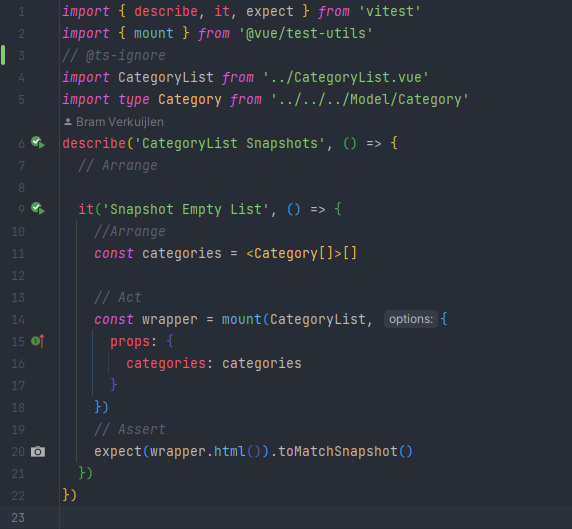 1 import { describe, it, expect } from 'vitest'
2 import { mount } from '@vue/test-utils'
3 // @ts-ignore
4 import CategoryList from '../CategoryList.vue'
5 import type Category from '../../../Model/Category'
Bram Verkuijlen
6 describe('CategoryList Snapshots', () => {
7 // Arrange
8
9 it('Snapshot Empty List', () => {
10 //Arrange
11 const categories = <Category[]>[]
12
13 // Act
14 const wrapper = mount(CategoryList, options: {
15 props: {
16 categories: categories
17 }
18 })
19 // Assert
20 expect(wrapper.html()).toMatchSnapshot()
21 })
22 })
23